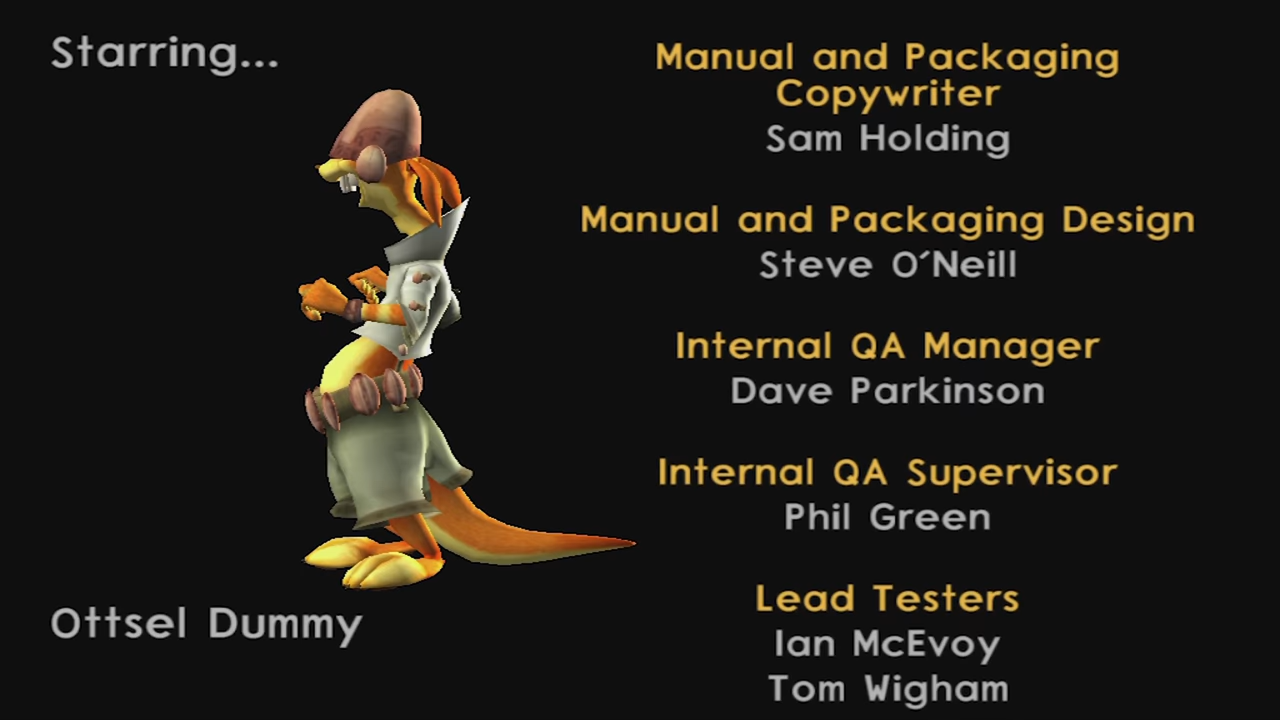 Starring...
Manual and Packaging
Copywriter
Sam Holding
Manual and Packaging Design
Steve O'Neill
Internal QA Manager
Dave Parkinson
Internal QA Supervisor
Phil Green
Lead Testers
Ian McEvoy
Tom Wigham
Ottsel Dummy